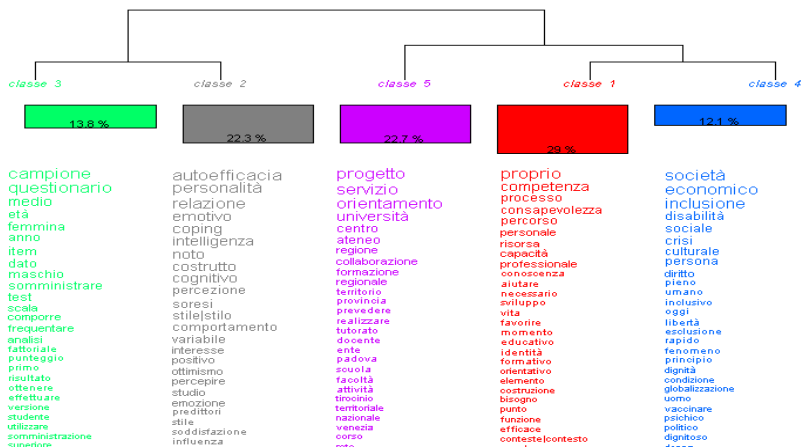 classe 3
classe 2
classe 5
classe 1
classe 4
13.8 %
22.3 %
22.7 %
29 %
12.1 %
campione
questionario
medio
età
femmina
anno
item
dato
maschio
somministrare
test
scala
comporre
frequentare
analisi
fattoriale
punteggio
primo
risultato
ottenere
effettuare
versione
studente
utilizzare
somministrazione
superiore
autoefficacia
personalità
relazione
emotivo
coping
intelligenza
noto
costrutto
cognitivo
percezione
soresi
stile|stilo
comportamento
variabile
interesse
positivo
ottimismo
percepire
studio
emozione
predittori
stile
soddisfazione
influenza
progetto
servizio
orientamento
università
centro
ateneo
regione
collaborazione
formazione
regionale
territorio
provincia
prevedere
realizzare
tutorato
docente
ente
padova
scuola
facoltà
attività
tirocinio
territoriale
nazionale
venezia
corso
rete
proprio
competenza
processo
consapevolezza
percorso
personale
risorsa
capacità
professionale
conoscenza
aiutare
necessario
sviluppo
vita
favorire
momento
educativo
identità
formativo
orientativo
elemento
costruzione
bisogno
punto
funzione
efficace
conteste|contesto
società
economico
inclusione
disabilità
sociale
crisi
culturale
persona
diritto
pieno
umano
inclusivo
oggi
libertà
esclusione
rapido
fenomeno
principio
dignità
condizione
globalizzazione
uomo
vaccinare
psichico
politico
dignitoso